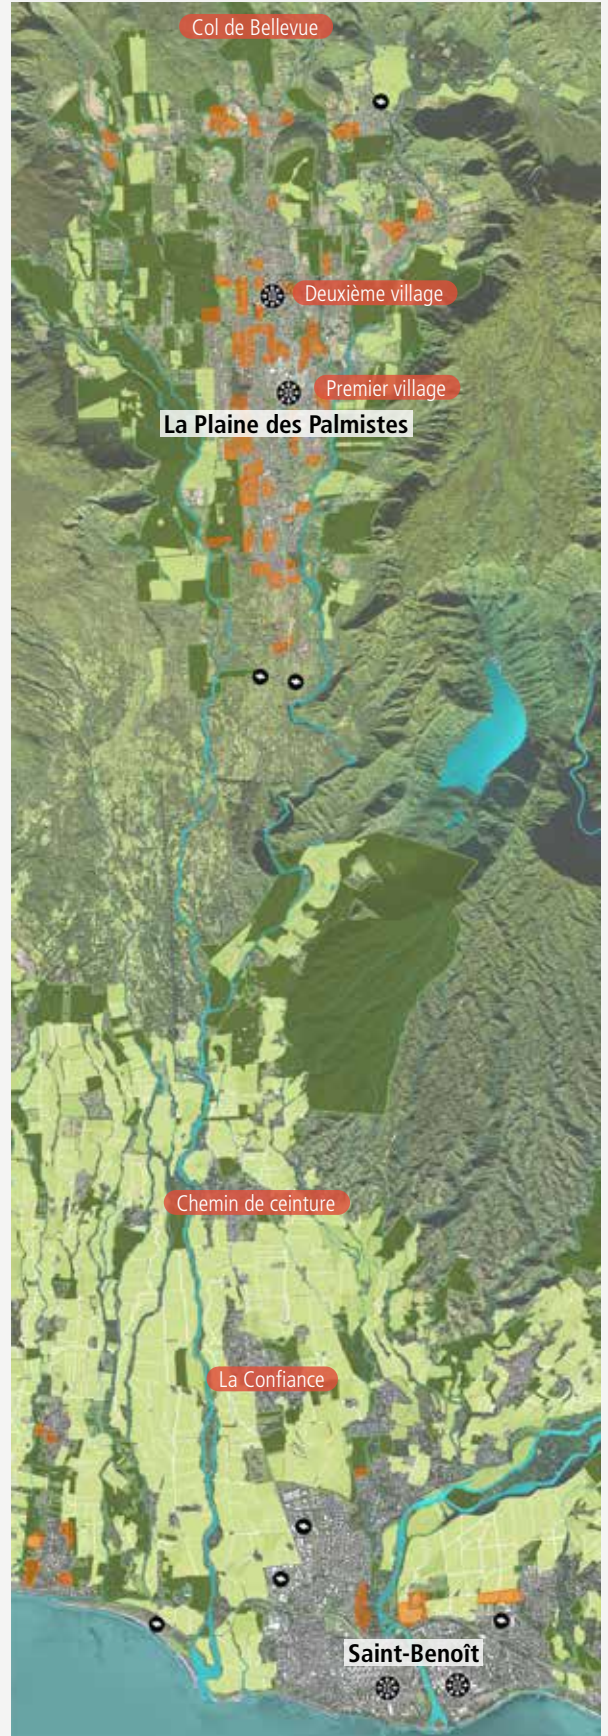 Col de Bellevue
Deuxième village
Premier village
La Plaine des Palmistes
Chemin de ceinture
La Confiance
Saint-Benoît